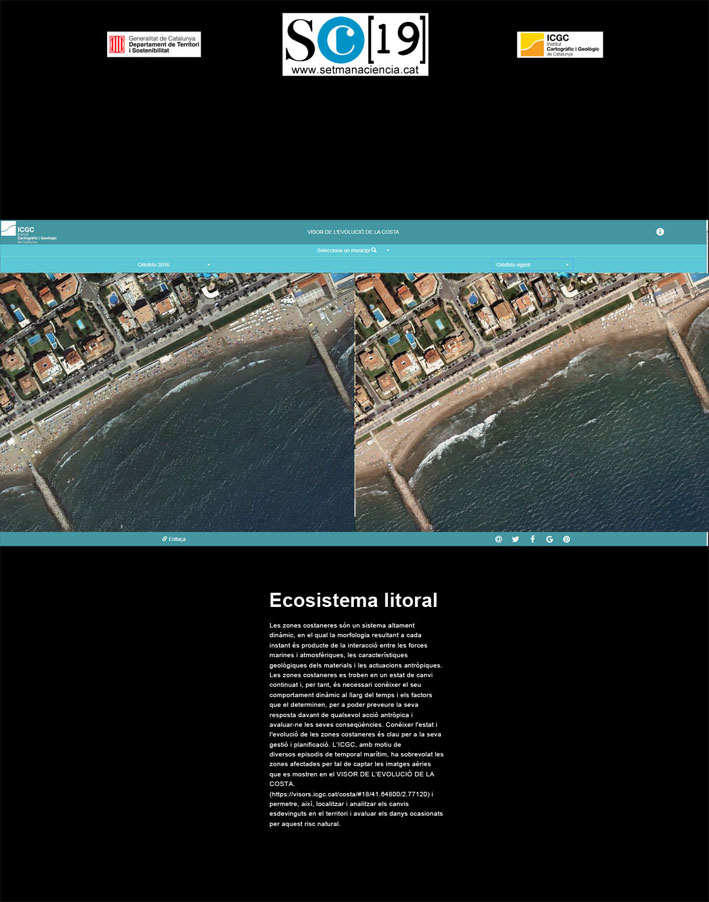 Generalitat de Catalunya
Departament de Territori
i Sostenibilitat
SC[19]
www.setmanaciencia.cat
ICGC
Institut
Cartogràfic i Geològic
de Catalunya
ICGC
Institut
Cartogràfic i Geològic
de Catalunya
VISOR DE L'EVOLUCIÓ DE LA COSTA
Selecciona un municipi
Ortofoto 2016
Ortofoto vigent
Enllaça
Ecosistema litoral
Les zones costaneres són un sistema altament
dinàmic, en el qual la morfologia resultant a cada
instant és producte de la interacció entre les forces
marines i atmosfèriques, les característiques
geològiques dels materials i les actuacions antròpiques.
Les zones costaneres es troben en un estat de canvi
continuat i, per tant, és necessari conèixer el seu
comportament dinàmic al llarg del temps i els factors
que el determinen, per a poder preveure la seva
resposta davant de qualsevol acció antròpica i
avaluar-ne les seves conseqüències. Conèixer l'estat i
l'evolució de les zones costaneres és clau per a la seva
gestió i planificació. L'ICGC, amb motiu de
diversos episodis de temporal marítim, ha sobrevolat les
zones afectades per tal de captar les imatges aèries
que es mostren en el VISOR DE L'EVOLUCIÓ DE LA
COSTA.
(https://visors.icgc.cat/costa/#18/41.64800/2.77120) i
permetre, així, localitzar i analitzar els canvis
esdevinguts en el territori i avaluar els danys ocasionats
per aquest risc natural.